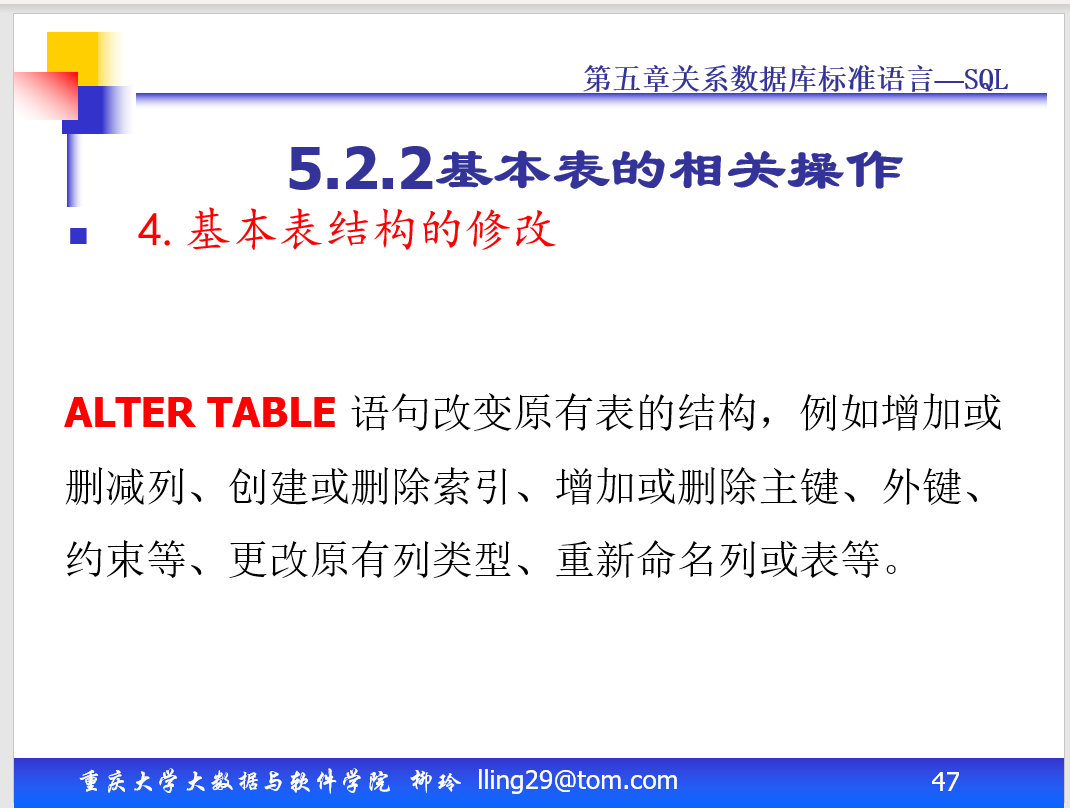 第五章关系数据库标准语言—SQL
5.2.2基本表的相关操作
4. 基本表结构的修改
ALTER TABLE 语句改变原有表的结构，例如增加或
删减列、创建或删除索引、增加或删除主键、外键、
约束等、更改原有列类型、重新命名列或表等。
重庆大学大数据与软件学院 柳玲 lling29@tom.com 47